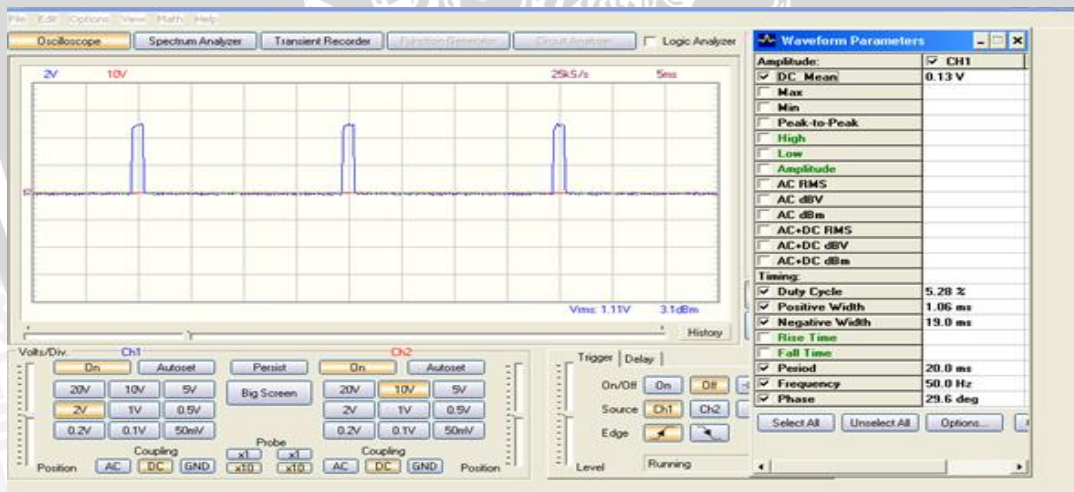 File Edit Options View Math Help
Oscilloscope Spectrum Analyzer Transient Recorder Function Generator Circuit Analyzer Logic Analyzer
2V 10V 25kS/s 5ms
Vrms: 1.11V 3.1dBm
History
Volts/Div. Ch1 Ch2
On Autoset Persist On Autoset
20V 10V 5V Big Screen 20V 10V 5V
2V 1V 0.5V 2V 1V 0.5V
0.2V 0.1V 50mV 0.2V 0.1V 50mV
Coupling Probe Coupling
x1 x1
Position AC DC GND x10 x10 AC DC GND Position
Trigger Delay
On/Off On Off
Source Ch1 Ch2
Edge
Level Running
Waveform Parameters
Amplitude: CH1
DC Mean 0.13 V
Max
Min
Peak-to-Peak
High
Low
Amplitude
AC RMS
AC dBV
AC dBm
AC+DC RMS
AC+DC dBV
AC+DC dBm
Timing:
Duty Cycle 5.28 %
Positive Width 1.06 ms
Negative Width 19.0 ms
Rise Time
Fall Time
Period 20.0 ms
Frequency 50.0 Hz
Phase 29.6 deg
Select All Unselect All Options...